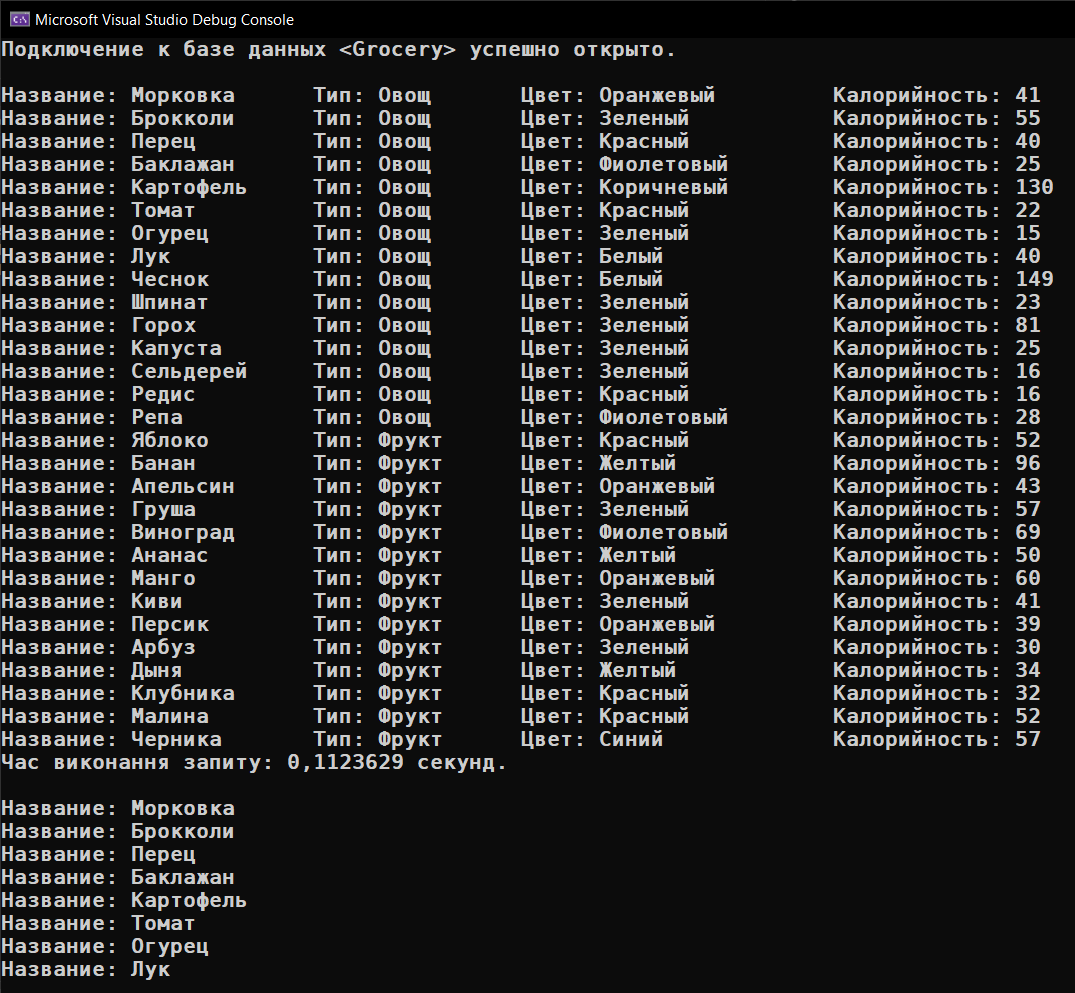 Microsoft Visual Studio Debug Console
Подключение к базе данных <Grocery> успешно открыто.
Название: Морковка Тип: Овощ Цвет: Оранжевый Калорийность: 41
Название: Брокколи Тип: Овощ Цвет: Зеленый Калорийность: 55
Название: Перец Тип: Овощ Цвет: Красный Калорийность: 40
Название: Баклажан Тип: Овощ Цвет: Фиолетовый Калорийность: 25
Название: Картофель Тип: Овощ Цвет: Коричневый Калорийность: 130
Название: Томат Тип: Овощ Цвет: Красный Калорийность: 22
Название: Огурец Тип: Овощ Цвет: Зеленый Калорийность: 15
Название: Лук Тип: Овощ Цвет: Белый Калорийность: 40
Название: Чеснок Тип: Овощ Цвет: Белый Калорийность: 149
Название: Шпинат Тип: Овощ Цвет: Зеленый Калорийность: 23
Название: Горох Тип: Овощ Цвет: Зеленый Калорийность: 81
Название: Капуста Тип: Овощ Цвет: Зеленый Калорийность: 25
Название: Сельдерей Тип: Овощ Цвет: Зеленый Калорийность: 16
Название: Редис Тип: Овощ Цвет: Красный Калорийность: 16
Название: Репа Тип: Овощ Цвет: Фиолетовый Калорийность: 28
Название: Яблоко Тип: Фрукт Цвет: Красный Калорийность: 52
Название: Банан Тип: Фрукт Цвет: Желтый Калорийность: 96
Название: Апельсин Тип: Фрукт Цвет: Оранжевый Калорийность: 43
Название: Груша Тип: Фрукт Цвет: Зеленый Калорийность: 57
Название: Виноград Тип: Фрукт Цвет: Фиолетовый Калорийность: 69
Название: Ананас Тип: Фрукт Цвет: Желтый Калорийность: 50
Название: Манго Тип: Фрукт Цвет: Оранжевый Калорийность: 60
Название: Киви Тип: Фрукт Цвет: Зеленый Калорийность: 41
Название: Персик Тип: Фрукт Цвет: Оранжевый Калорийность: 39
Название: Арбуз Тип: Фрукт Цвет: Зеленый Калорийность: 30
Название: Дыня Тип: Фрукт Цвет: Желтый Калорийность: 34
Название: Клубника Тип: Фрукт Цвет: Красный Калорийность: 32
Название: Малина Тип: Фрукт Цвет: Красный Калорийность: 52
Название: Черника Тип: Фрукт Цвет: Синий Калорийность: 57
Час виконання запиту: 0,1123629 секунд.
Название: Морковка
Название: Брокколи
Название: Перец
Название: Баклажан
Название: Картофель
Название: Томат
Название: Огурец
Название: Лук